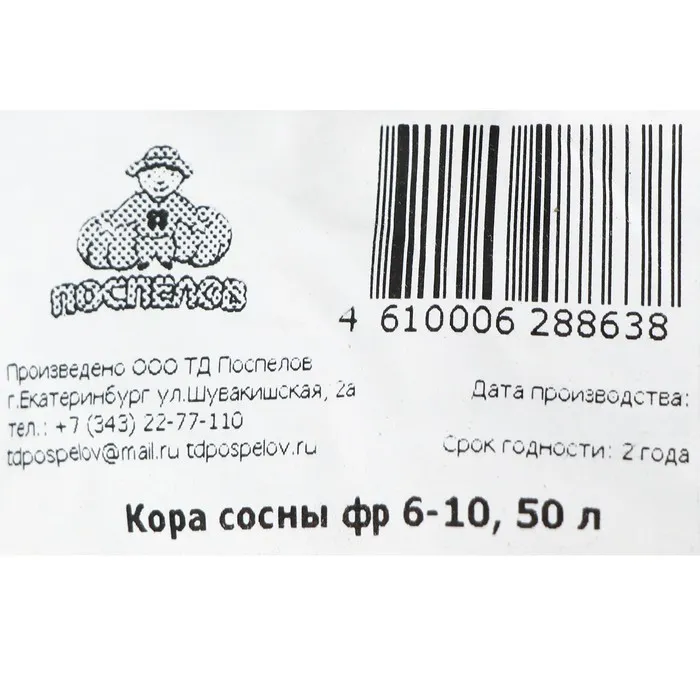 ПОСПЕЛОВ
4 610006 288638
Произведено ООО ТД Поспелов
г.Екатеринбург ул.Шувакишская, 2а
тел.: +7 (343) 22-77-110
tdpospelov@mail.ru tdpospelov.ru
Дата производства:
Срок годности: 2 года
Кора сосны фр 6-10, 50 л